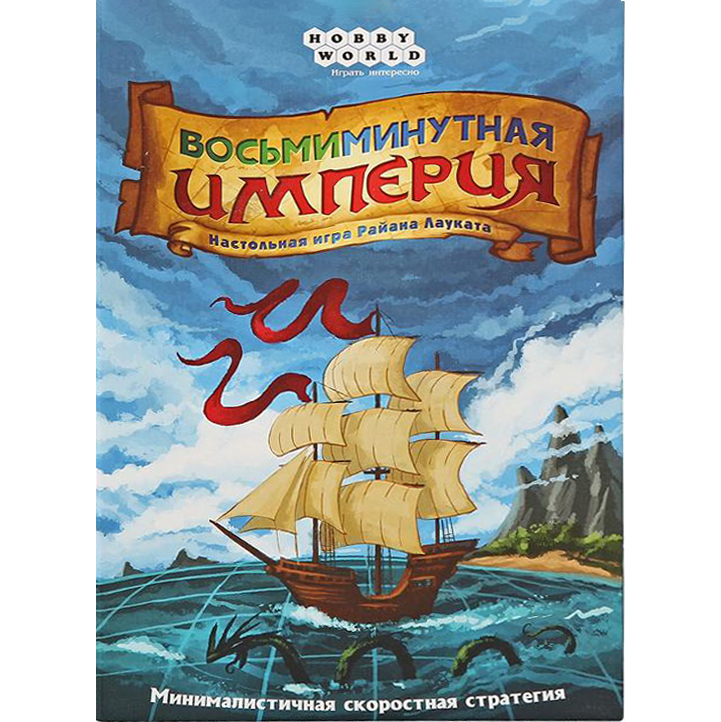 HOBBY
WORLD
Играть интересно
ВОСЬМИМИНУТНАЯ
ИМПЕРИЯ
Настольная игра Райана Лауката
Минималистичная скоростная стратегия